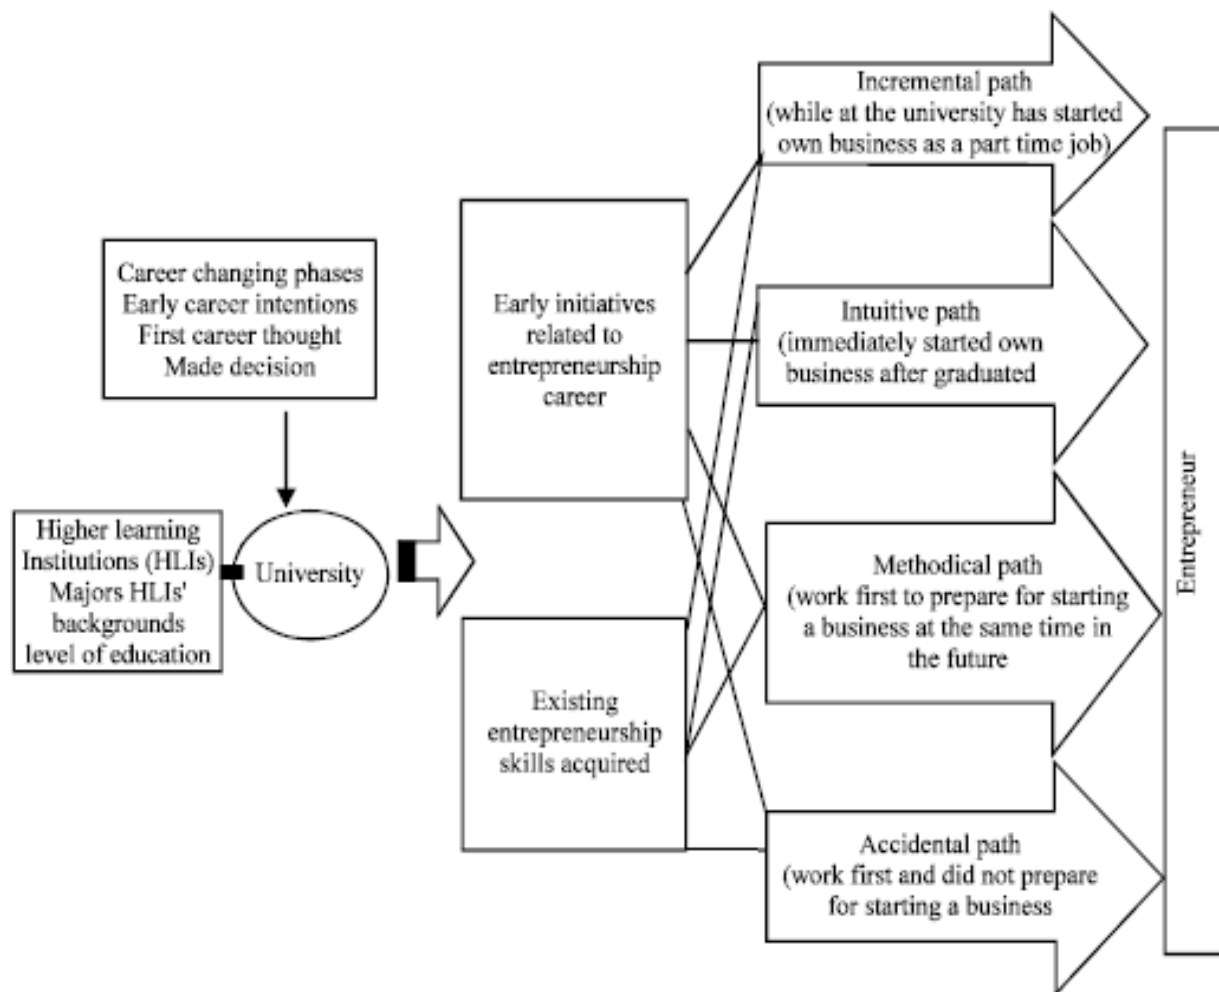 Career changing phases
Early career intentions
First career thought
Made decision
Higher learning
Institutions (HLIs)
Majors HLIs'
backgrounds
level of education
University
Early initiatives
related to
entrepreneurship
career
Existing
entrepreneurship
skills acquired
Incremental path
(while at the university has started
own business as a part time job)
Intuitive path
(immediately started own
business after graduated
Methodical path
(work first to prepare for starting
a business at the same time in
the future
Accidental path
(work first and did not prepare
for starting a business
Entrepreneur